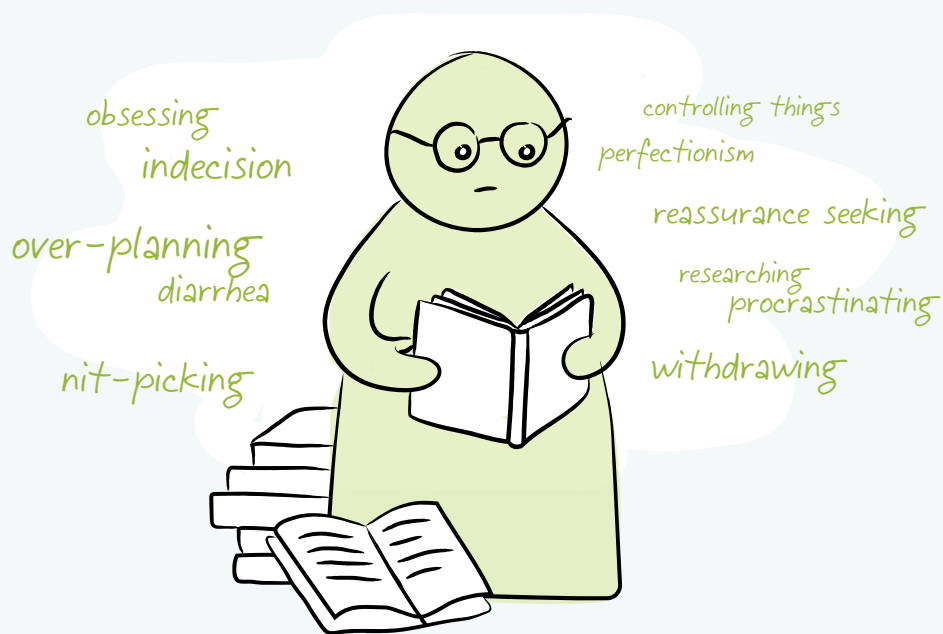 obsessing
indecision
over-planning
diarrhea
nit-picking
controlling things
perfectionism
reassurance seeking
researching
procrastinating
withdrawing